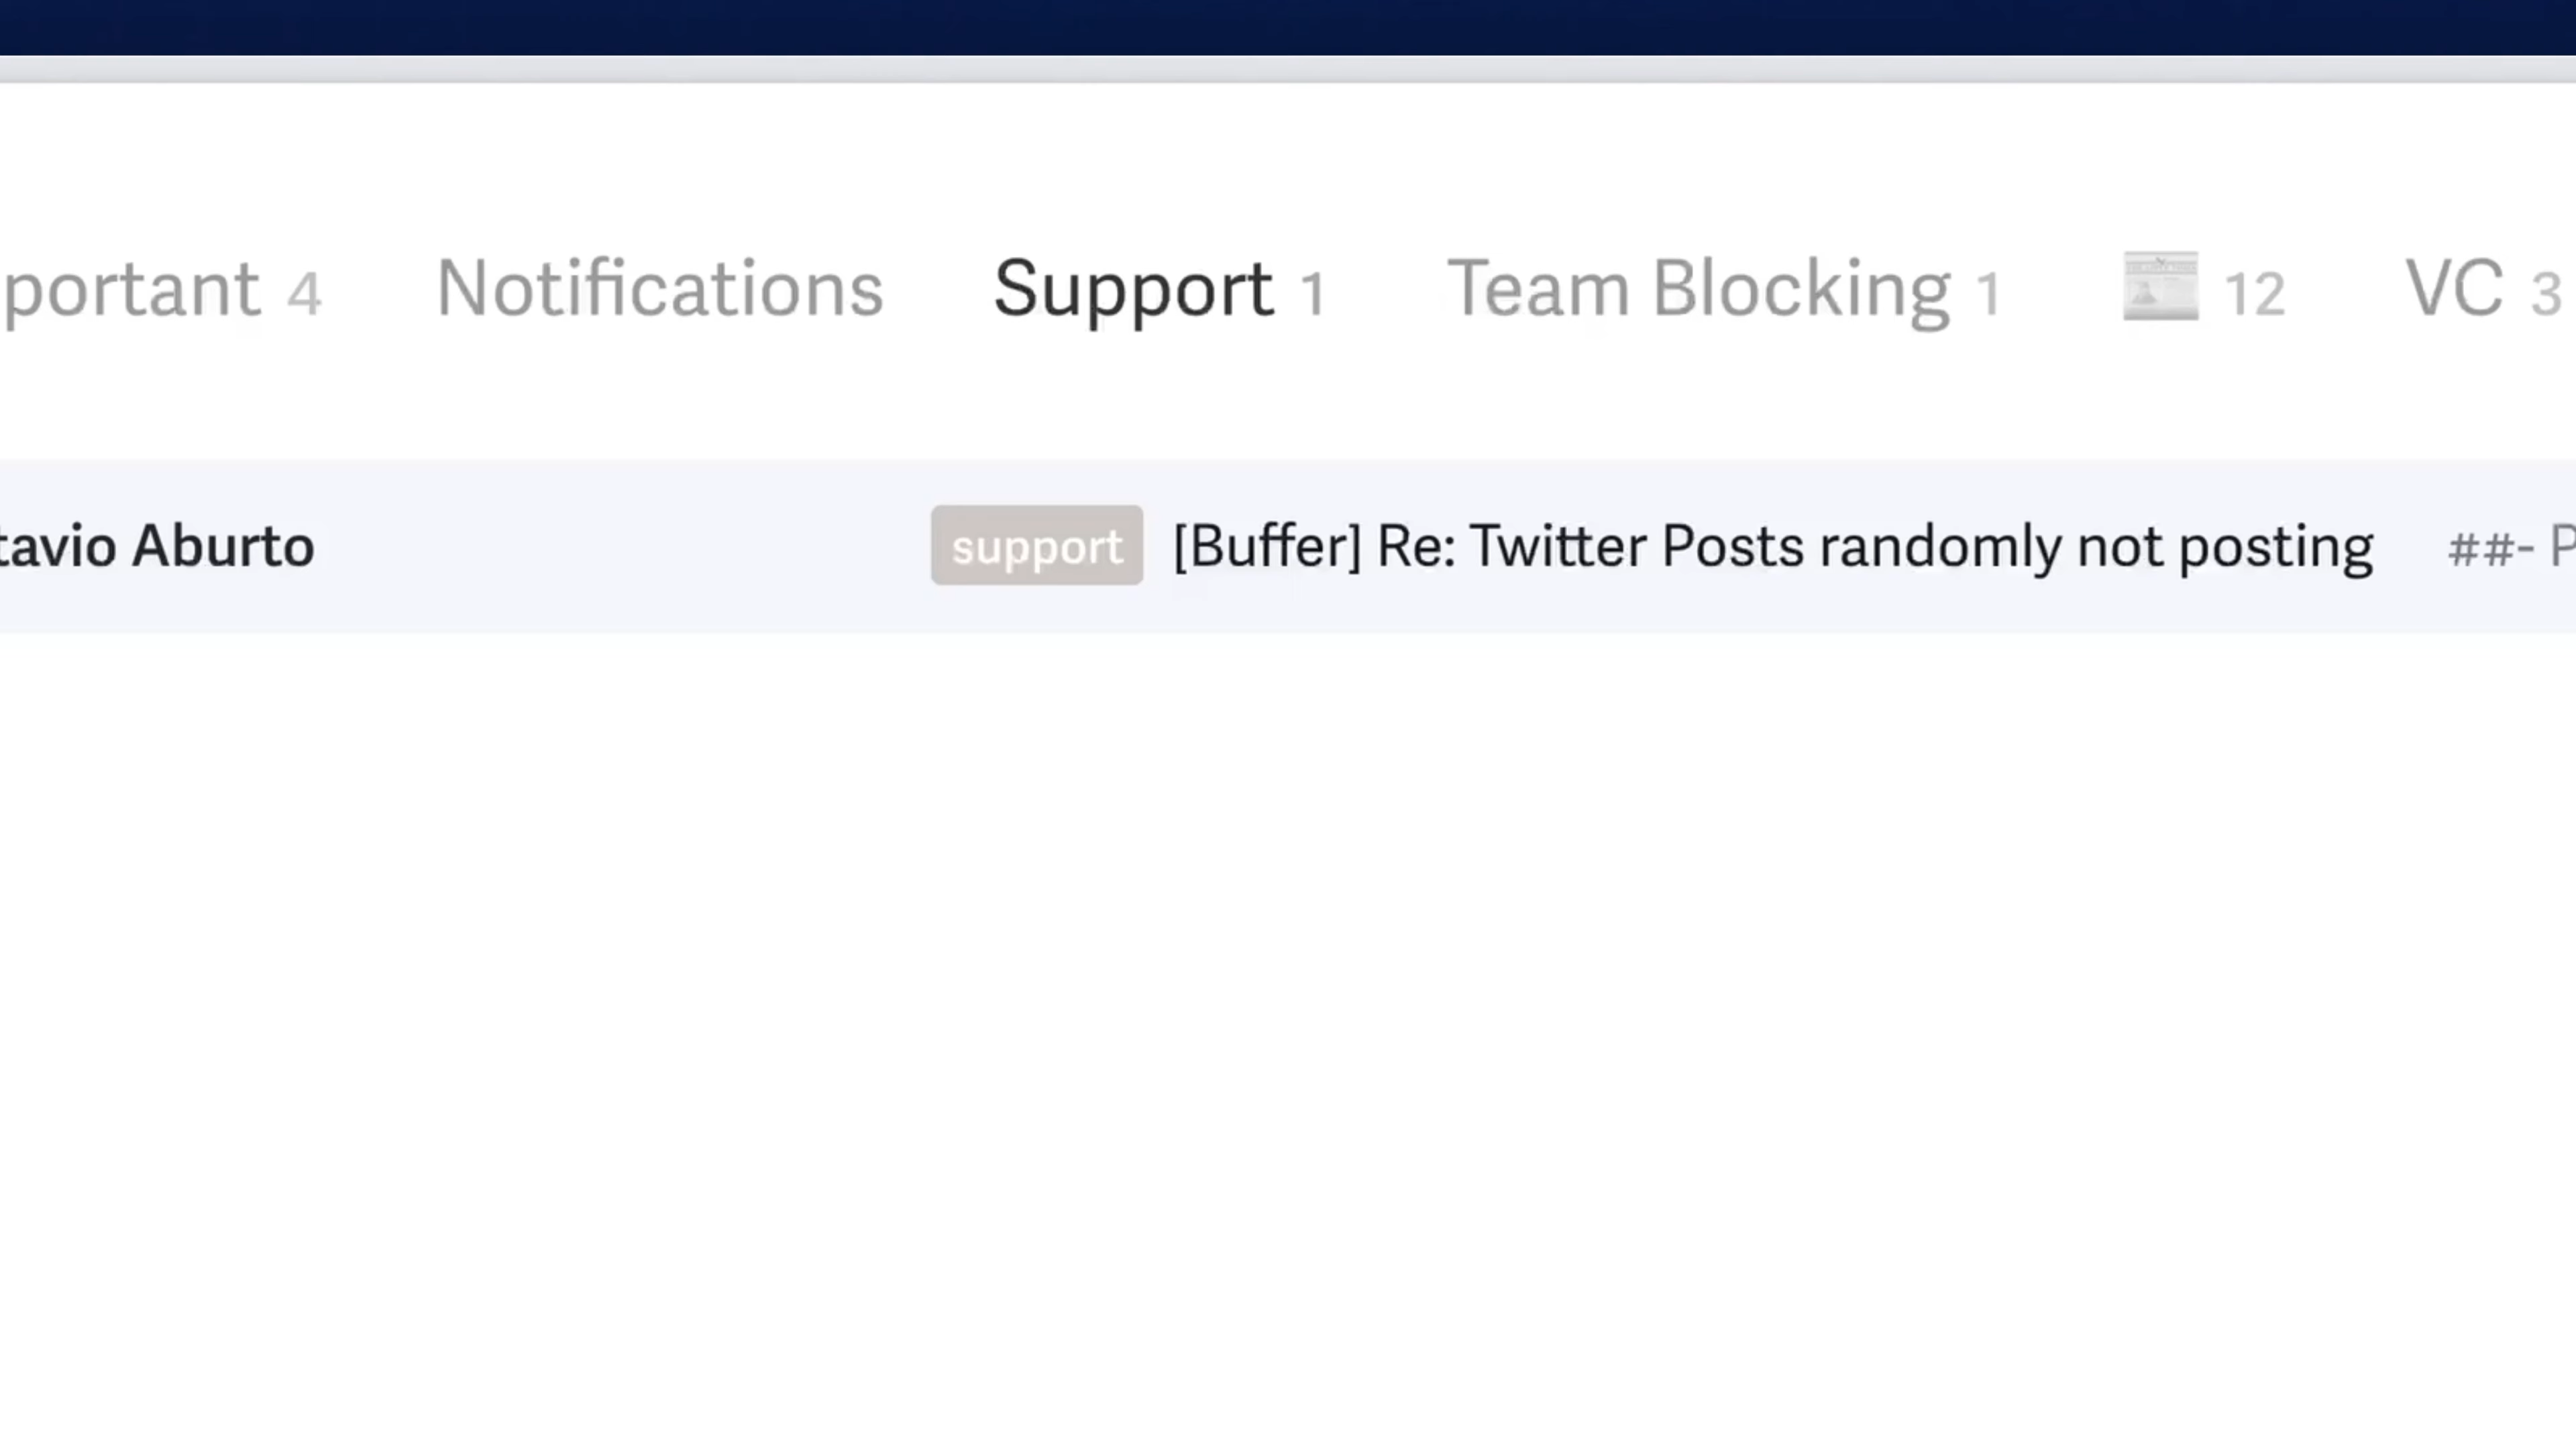 portant 4 Notifications Support 1 Team Blocking 1 12 VC 3
tavio Aburto support [Buffer] Re: Twitter Posts randomly not posting ##- P